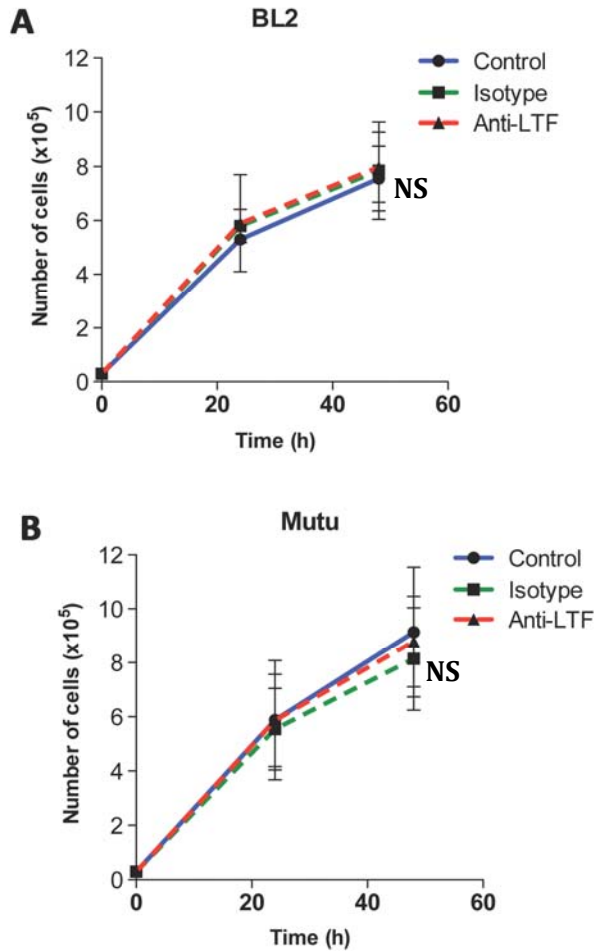 A
BL2
Control
Isotype
Anti-LTF
Number of cells (x10⁵)
12
10
8
6
4
2
0
NS
0 20 40 60
Time (h)
B
Mutu
Control
Isotype
Anti-LTF
Number of cells (x10⁵)
12
10
8
6
4
2
0
NS
0 20 40 60
Time (h)